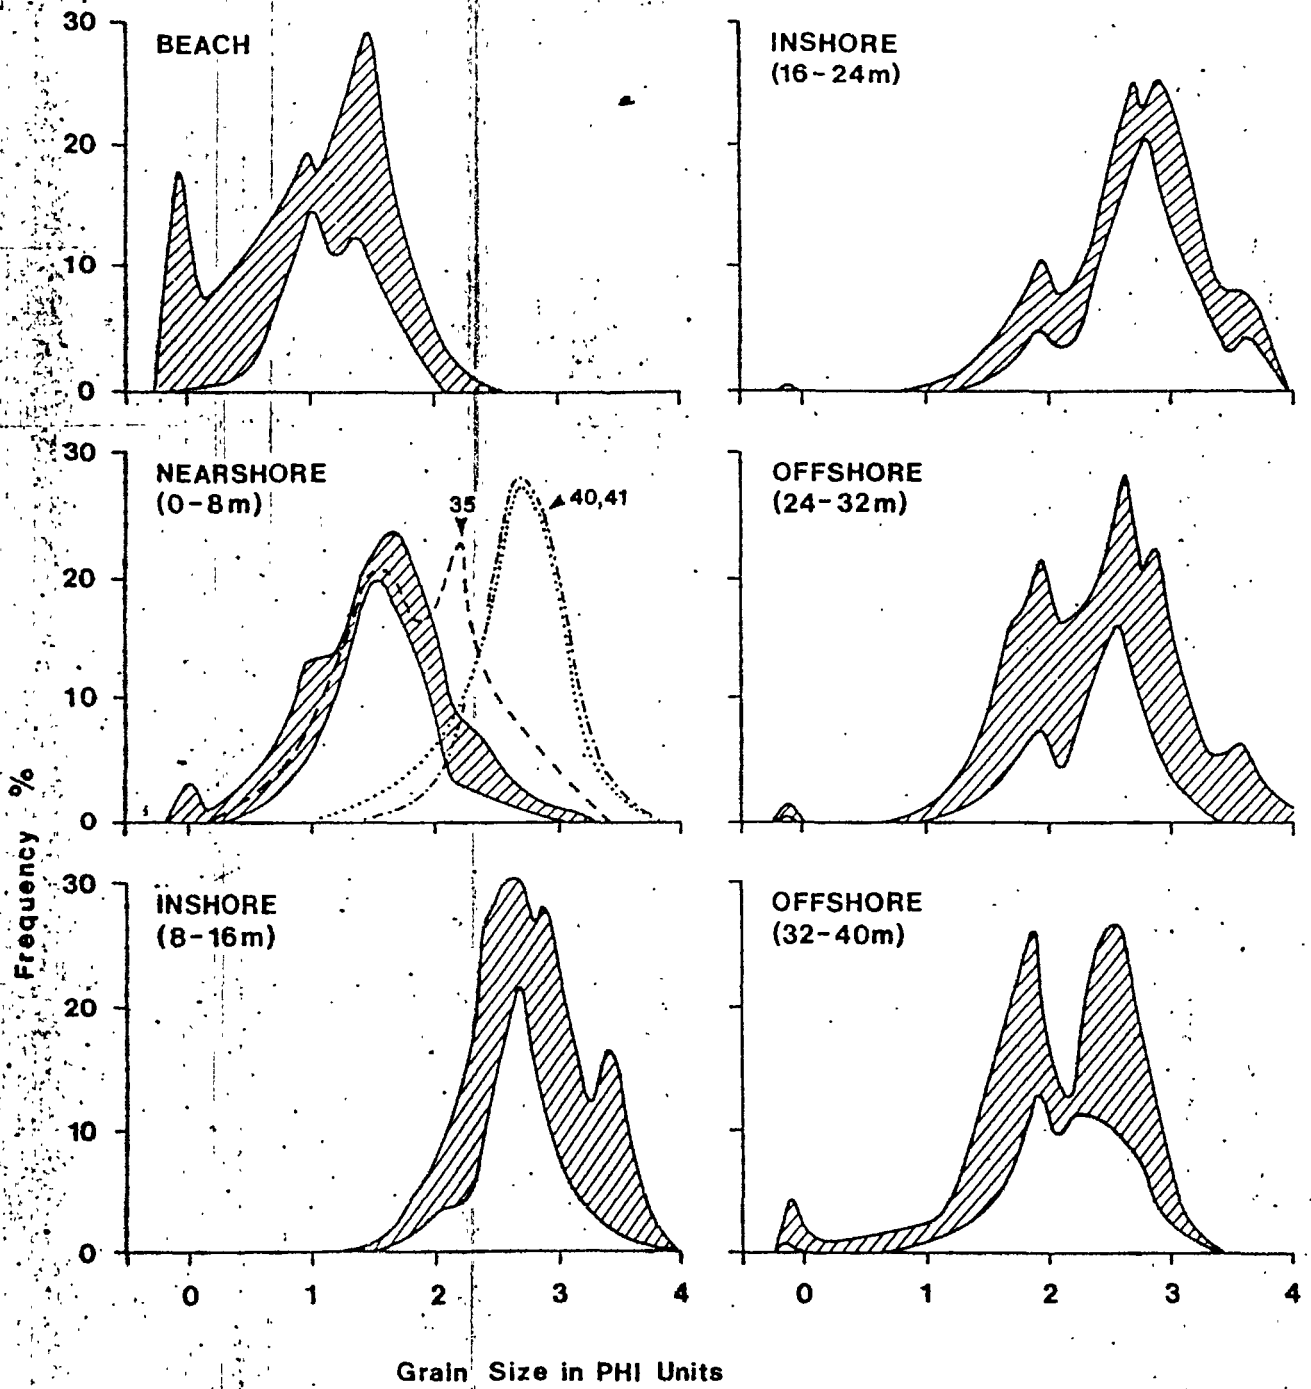 30
20
10
0
BEACH
INSHORE
(16-24m)
30
20
10
0
NEARSHORE
(0-8m)
35
40,41
OFFSHORE
(24-32m)
30
20
10
0
INSHORE
(8-16m)
OFFSHORE
(32-40m)
0 1 2 3 4
0 1 2 3 4
Frequency %
Grain Size in PHI Units